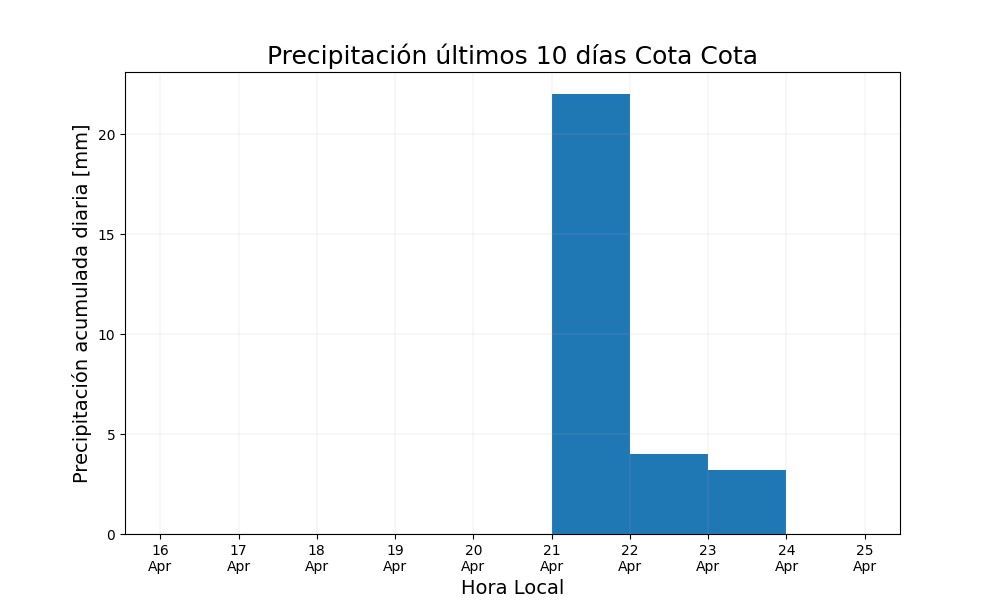 Precipitación últimos 10 días Cota Cota
Precipitación acumulada diaria [mm]
20
15
10
5
0
16 17 18 19 20 21 22 23 24 25
Apr Apr Apr Apr Apr Apr Apr Apr Apr Apr
Hora Local